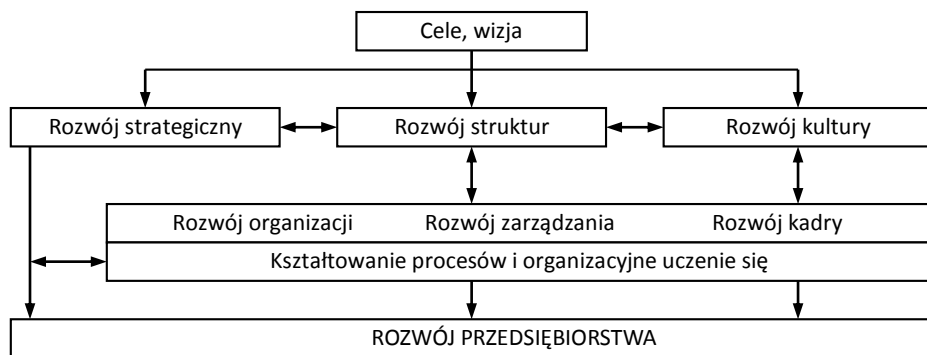 Cele, wizja
Rozwój strategiczny
Rozwój struktur
Rozwój kultury
Rozwój organizacji
Rozwój zarządzania
Rozwój kadry
Kształtowanie procesów i organizacyjne uczenie się
ROZWÓJ PRZEDSIĘBIORSTWA